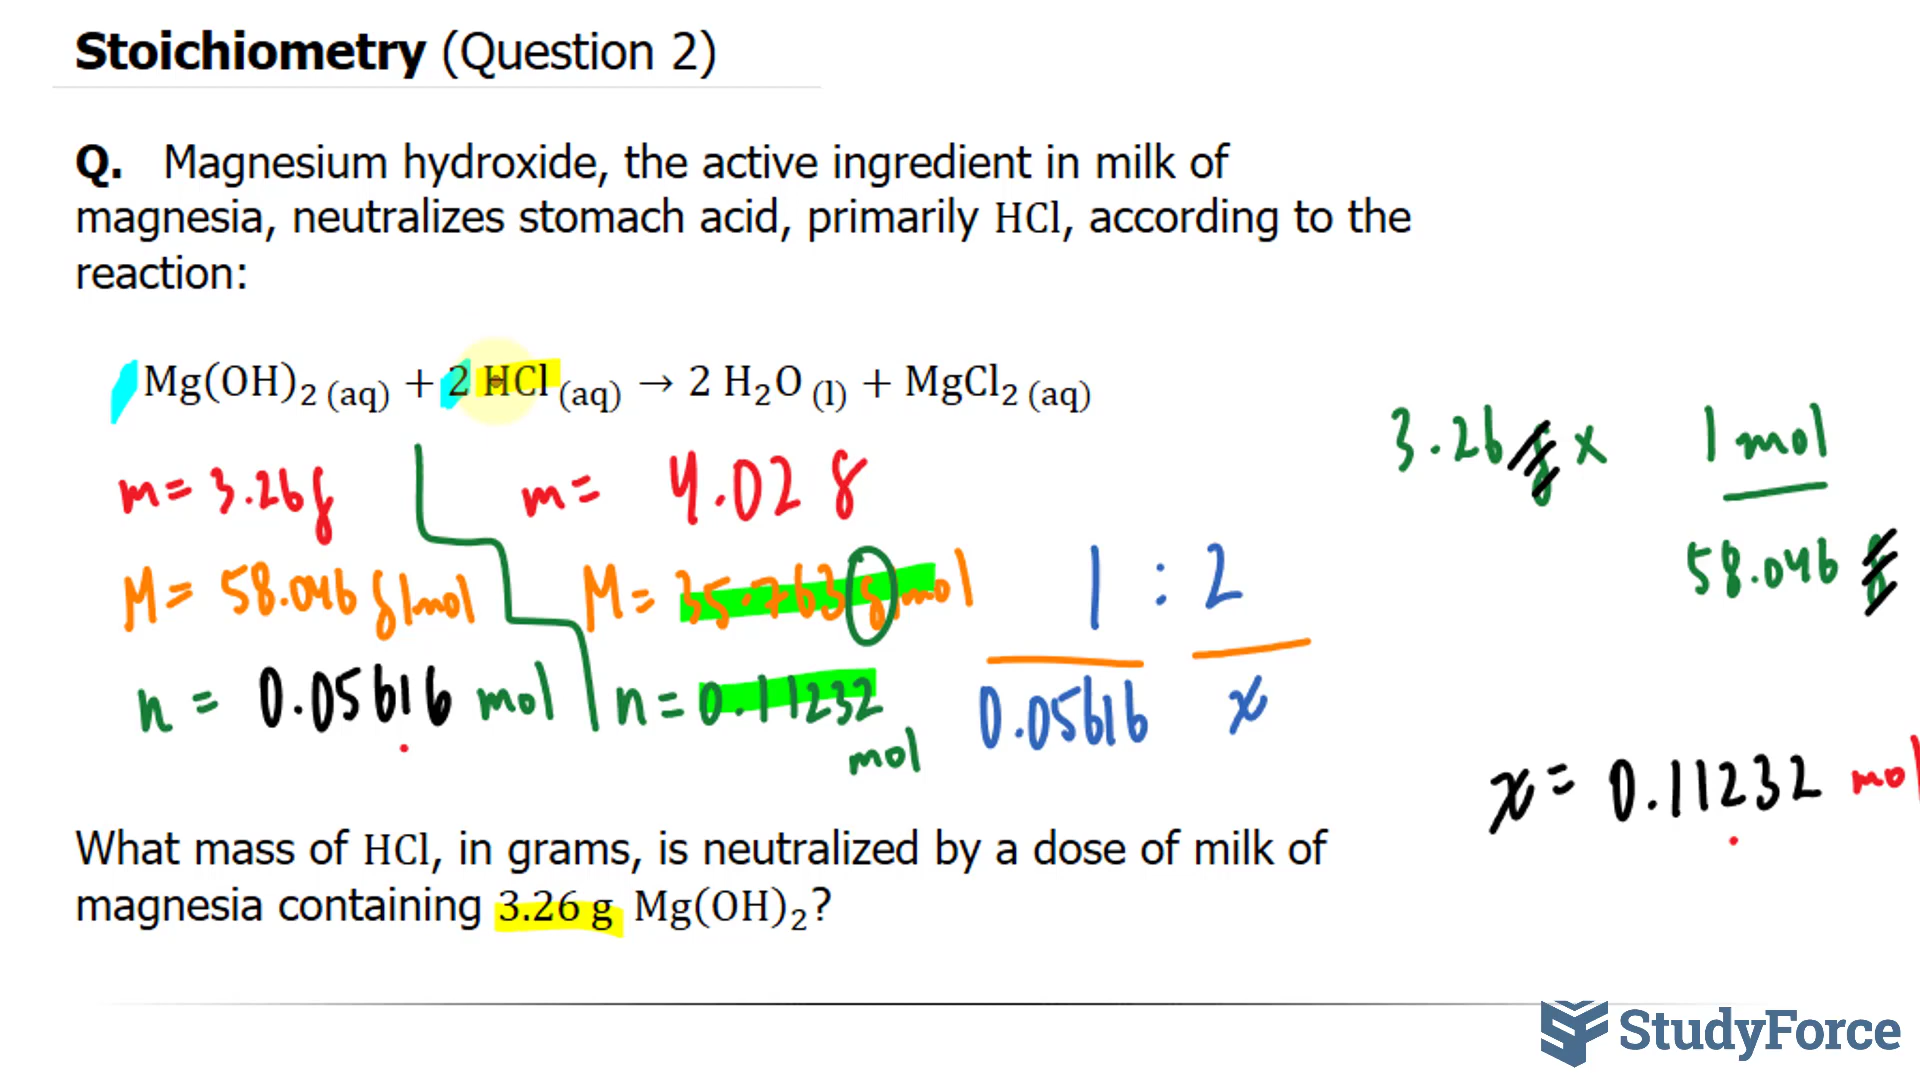 Stoichiometry (Question 2)
Q. Magnesium hydroxide, the active ingredient in milk of
magnesia, neutralizes stomach acid, primarily HCl, according to the
reaction:
Mg(OH)₂ (aq) + 2 HCl (aq) → 2 H₂O (l) + MgCl₂ (aq)
m = 3.26g
m = 4.02 g
3.26g x 1 mol
58.046 g
M = 58.046 g/mol
M = 35.763 g/mol
1 : 2
n = 0.05616 mol
n = 0.11232
mol
0.05616 x
x = 0.11232 mol
What mass of HCl, in grams, is neutralized by a dose of milk of
magnesia containing 3.26 g Mg(OH)₂?
StudyForce